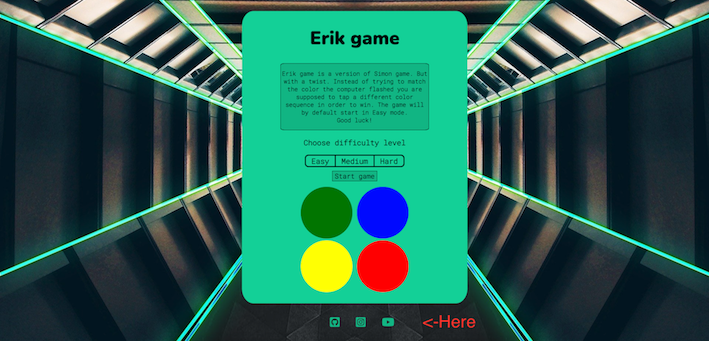 Erik game
Erik game is a version of Simon game. But
with a twist. Instead of trying to match
the color the computer flashed you are
supposed to tap a different color
sequence in order to win. The game will
by default start in Easy mode.
Good luck!
Choose difficulty level
Easy Medium Hard
Start game
<-Here